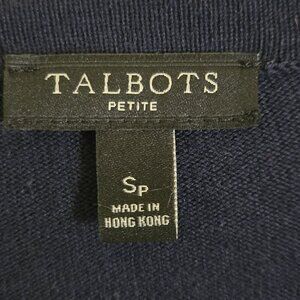 TALBOTS
PETITE
SP
MADE IN
HONG KONG